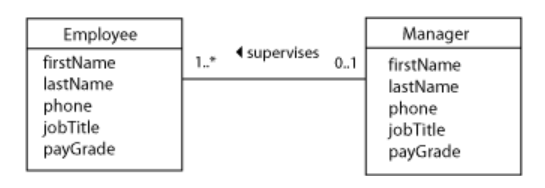 Employee
firstName
lastName
phone
jobTitle
payGrade
1..*
supervises
0..1
Manager
firstName
lastName
phone
jobTitle
payGrade